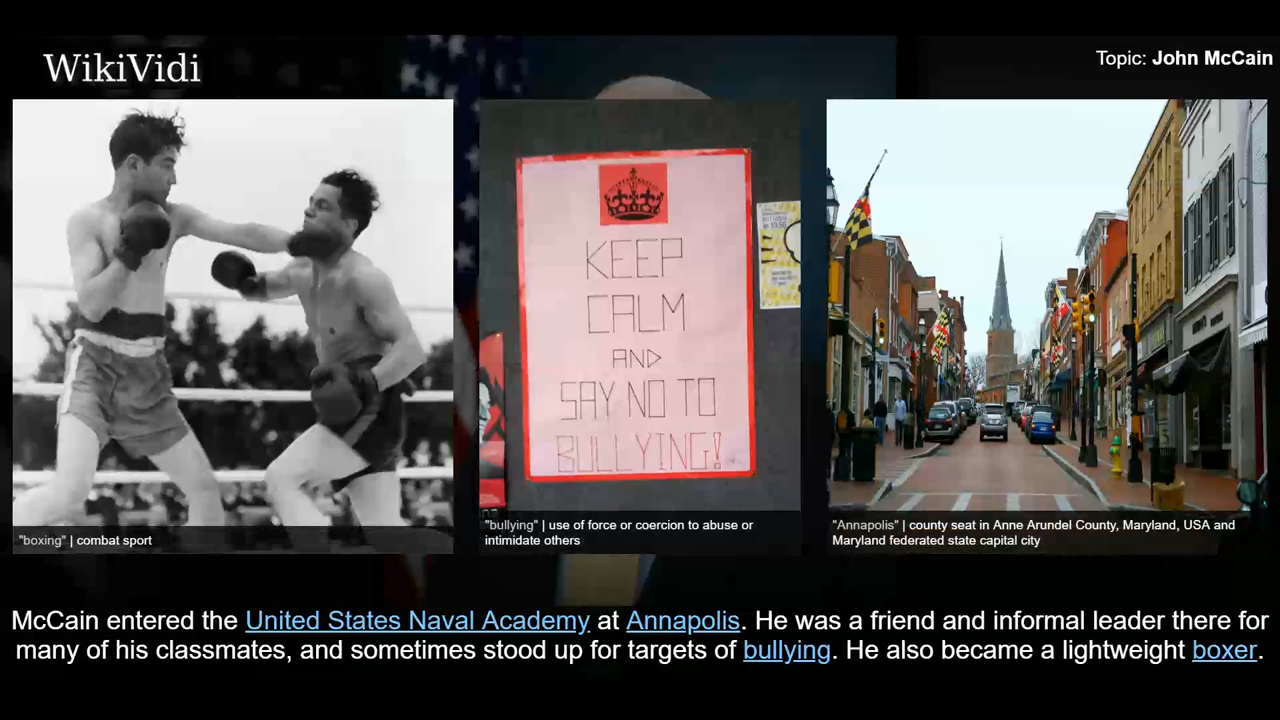 WikiVidi
Topic: John McCain
KEEP
CALM
AND
SAY NO TO
BULLYING!
"boxing" | combat sport
"bullying" | use of force or coercion to abuse or
intimidate others
"Annapolis" | county seat in Anne Arundel County, Maryland, USA and
Maryland federated state capital city
McCain entered the United States Naval Academy at Annapolis. He was a friend and informal leader there for
many of his classmates, and sometimes stood up for targets of bullying. He also became a lightweight boxer.